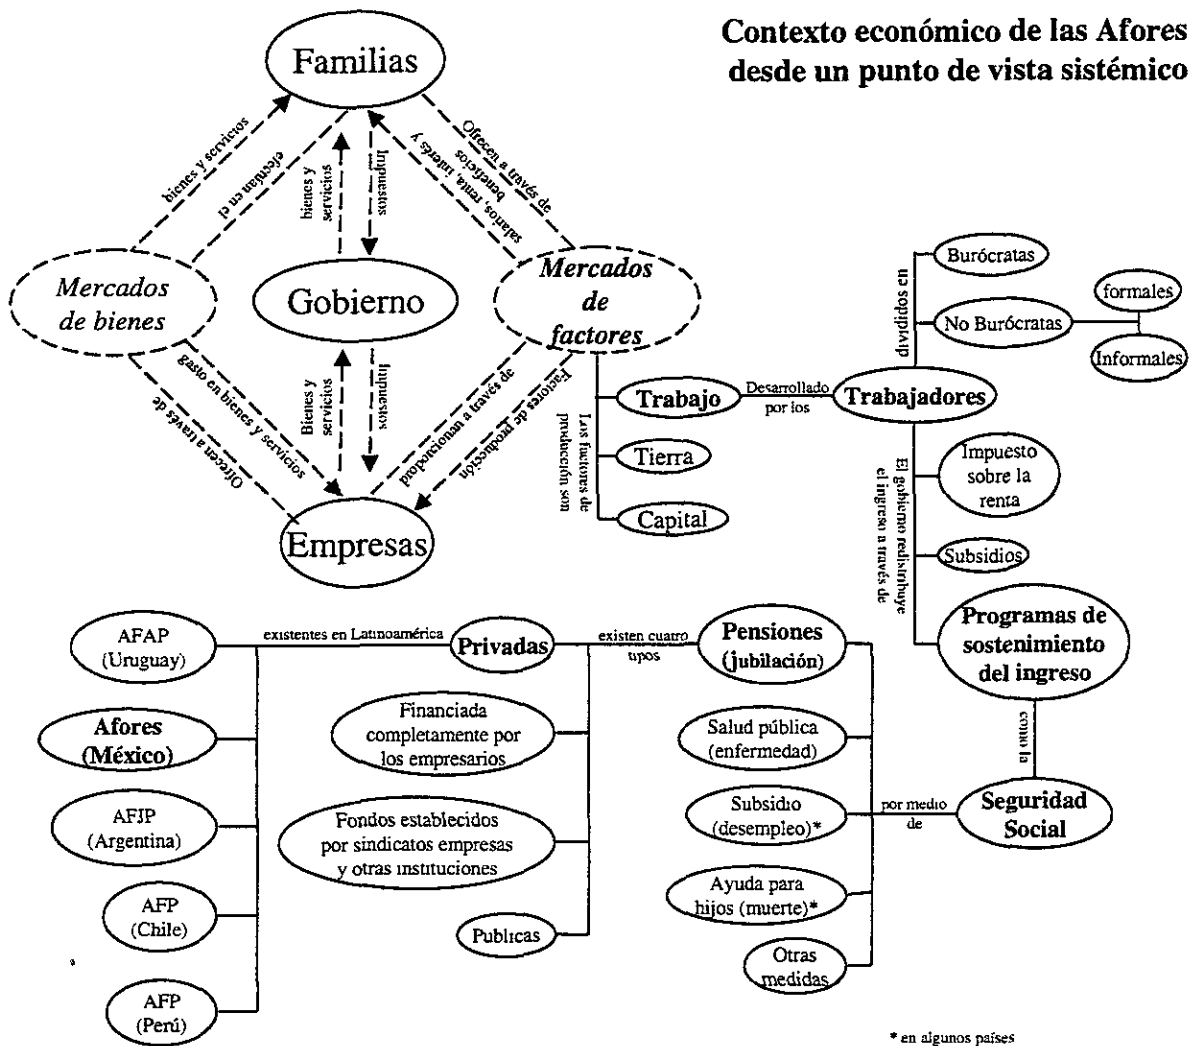 Contexto económico de las Afores
desde un punto de vista sistémico
Familias
bienes y servicios
efectúan en el
bienes y
servicios
Impuestos
salarios, renta, interés y
beneficios
Ofrecen a través de
Mercados
de bienes
Gobierno
Mercados
de
factores
gasto en bienes y servicios
Ofrecen a través de
Bienes y
servicios
Impuestos
proporcionan a través de
Factores de producción
Empresas
Los factores de
producción son
Trabajo
Tierra
Capital
Desarrollado
por los
Trabajadores
divididos en
Burócratas
No Burócratas
formales
Informales
El gobierno redistribuye
el ingreso a través de
Impuesto
sobre la
renta
Subsidios
Programas de
sostenimiento
del ingreso
como la
Seguridad
Social
por medio
de
Pensiones
(jubilación)
Salud pública
(enfermedad)
Subsidio
(desempleo)*
Ayuda para
hijos (muerte)*
Otras
medidas
existen cuatro
tipos
Privadas
Financiada
completamente por
los empresarios
Fondos establecidos
por sindicatos empresas
y otras instituciones
Publicas
existentes en Latinoamérica
AFAP
(Uruguay)
Afores
(México)
AFJP
(Argentina)
AFP
(Chile)
AFP
(Perú)
* en algunos países